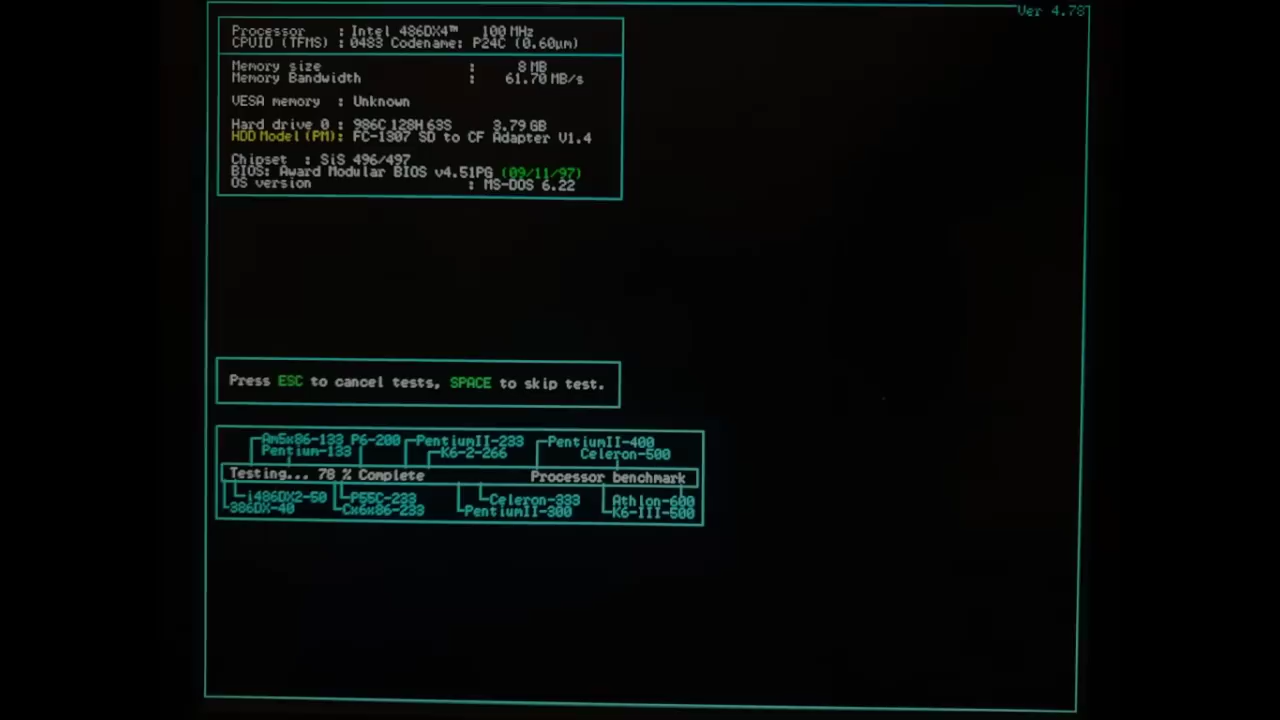 Ver 4.78
Processor : Intel 486DX4™ 100 MHz
CPUID (TFMS) : 0483 Codename: P24C (0.60µm)
Memory size : 8 MB
Memory Bandwidth : 61.70 MB/s
VESA memory : Unknown
Hard drive 0 : 986C 128H 63S 3.79 GB
HDD Model (PM): FC-1307 SD to CF Adapter V1.4
Chipset : SiS 496/497
BIOS: Award Modular BIOS v4.51PG (09/11/97)
OS version : MS-DOS 6.22
Press ESC to cancel tests, SPACE to skip test.
Am5x86-133 P6-200 PentiumII-233 PentiumII-400
Pentium-133 K6-2-266 Celeron-500
Testing... 78 % Complete Processor benchmark
i486DX2-50 P55C-233 Celeron-333 Athlon-600
386DX-40 Cx6x86-233 PentiumII-300 K6-III-500